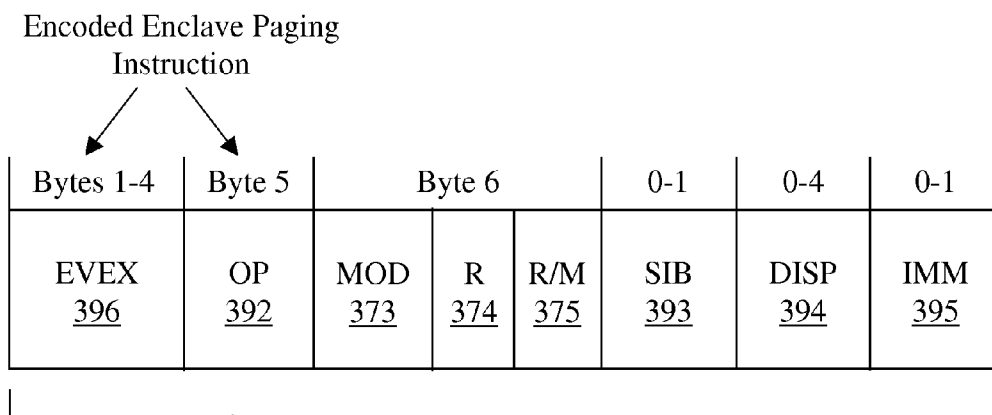 Encoded Enclave Paging
Instruction
Bytes 1-4 Byte 5 Byte 6 0-1 0-4 0-1
EVEX OP MOD R R/M SIB DISP IMM
396 392 373 374 375 393 394 395